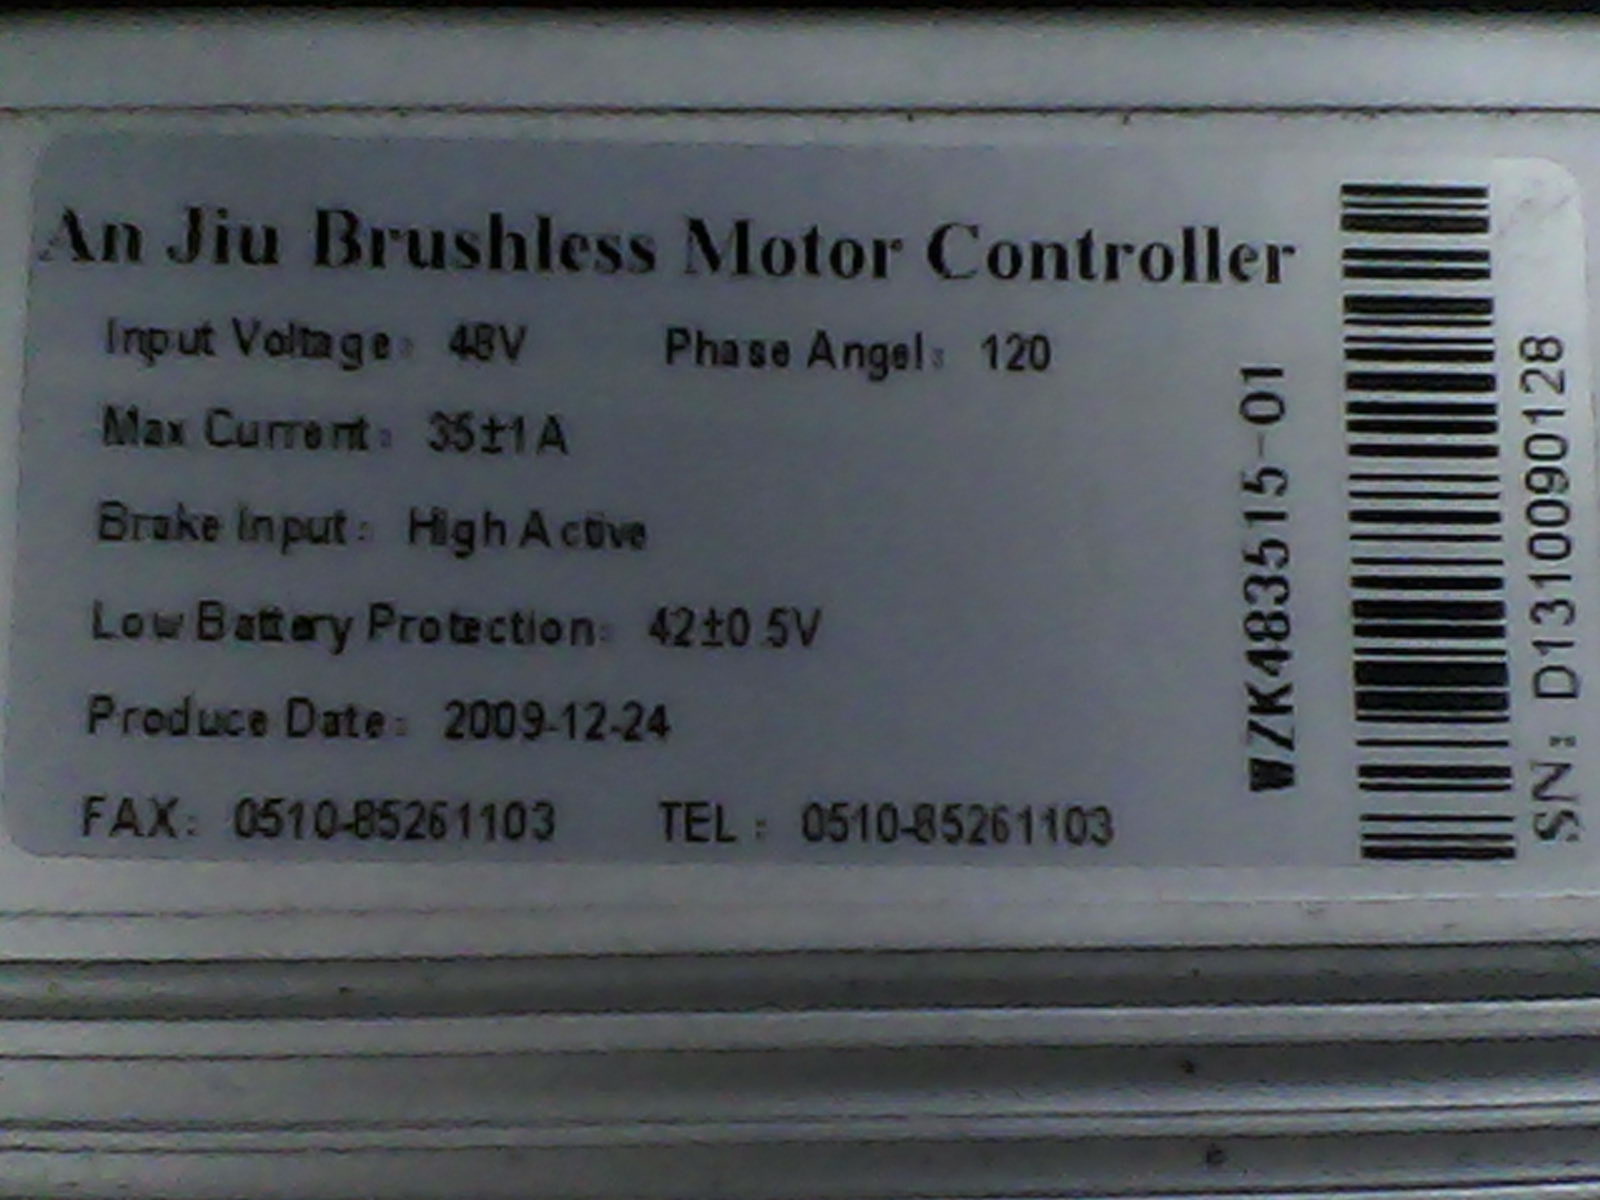 An Jiu Brushless Motor Controller
Input Voltage: 48V Phase Angel: 120
Max Current: 35±1A
Brake Input: High Active
Low Battery Protection: 42±0.5V
Produce Date: 2009-12-24
FAX: 0510-85261103 TEL: 0510-85261103
WZK483515-01
SN: D1310090128